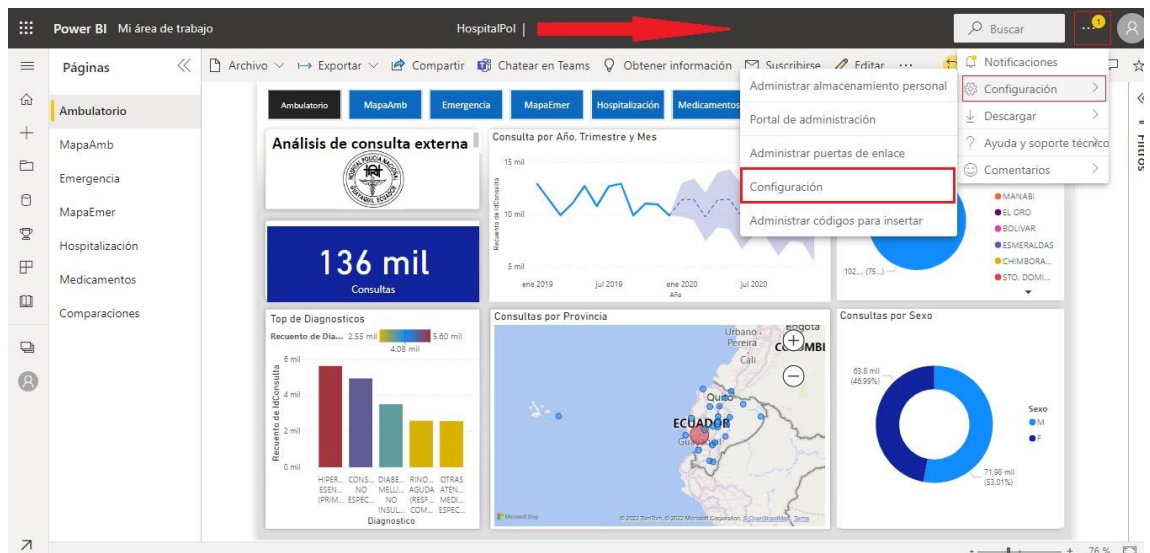 Power BI Mi área de trabajo
HospitalPol
Buscar
1
Páginas
Archivo
Exportar
Compartir
Chatear en Teams
Obtener información
Suscribirse
Editar
...
Notificaciones
Configuración
Descargar
Ayuda y soporte técnico
Comentarios
Administrar almacenamiento personal
Portal de administración
Administrar puertas de enlace
Configuración
Administrar códigos para insertar
Filtros
Ambulatorio
MapaAmb
Emergencia
MapaEmer
Hospitalización
Medicamentos
Comparaciones
Ambulatorio
MapaAmb
Emergencia
MapaEmer
Hospitalización
Medicamentos
Análisis de consulta externa
136 mil
Consultas
Consulta por Año, Trimestre y Mes
Recuento de IdConsulta
15 mil
10 mil
5 mil
ene 2019
jul 2019
ene 2020
jul 2020
Año
102... (75...)
MANABI
EL ORO
BOLIVAR
ESMERALDAS
CHIMBORA...
STO. DOMI...
Top de Diagnosticos
Recuento de Dia... 2.55 mil 5.60 mil
4.08 mil
Recuento de IdConsulta
6 mil
4 mil
2 mil
0 mil
HIPER... CONS... DIABE... RINO... OTRAS
ESEN... NO MELLI... AGUDA ATEN...
(PRIM... ESPEC... NO (RESF... MEDI...
INSUL... COM... ESPEC...
Diagnostico
Consultas por Provincia
Urbano
Pereira
Bogota
COLOMBI
Cali
Quito
ECUADOR
Guayaquil
Microsoft Bing
© 2022 TomTom, © 2022 Microsoft Corporation, © OpenStreetMap Terms
Consultas por Sexo
63.8 mil
(46.99%)
71.98 mil
(53.01%)
Sexo
M
F
76 %